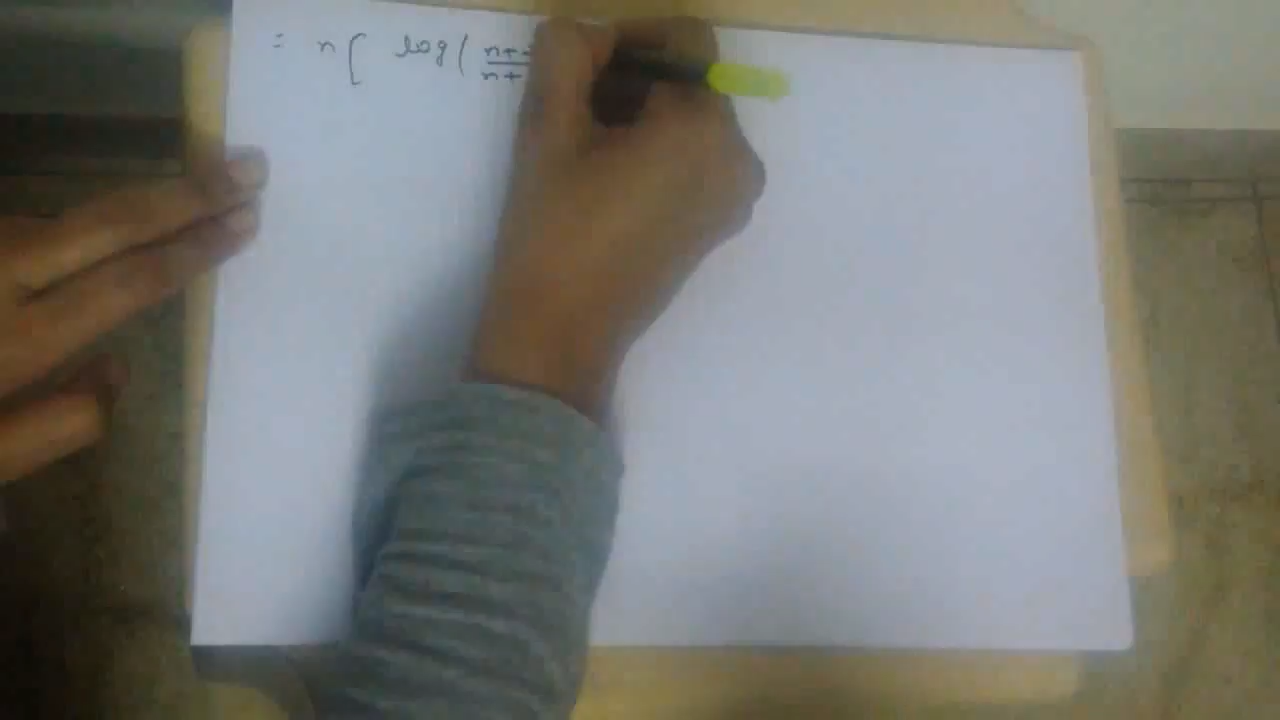 = n [ log ( n+ / n+